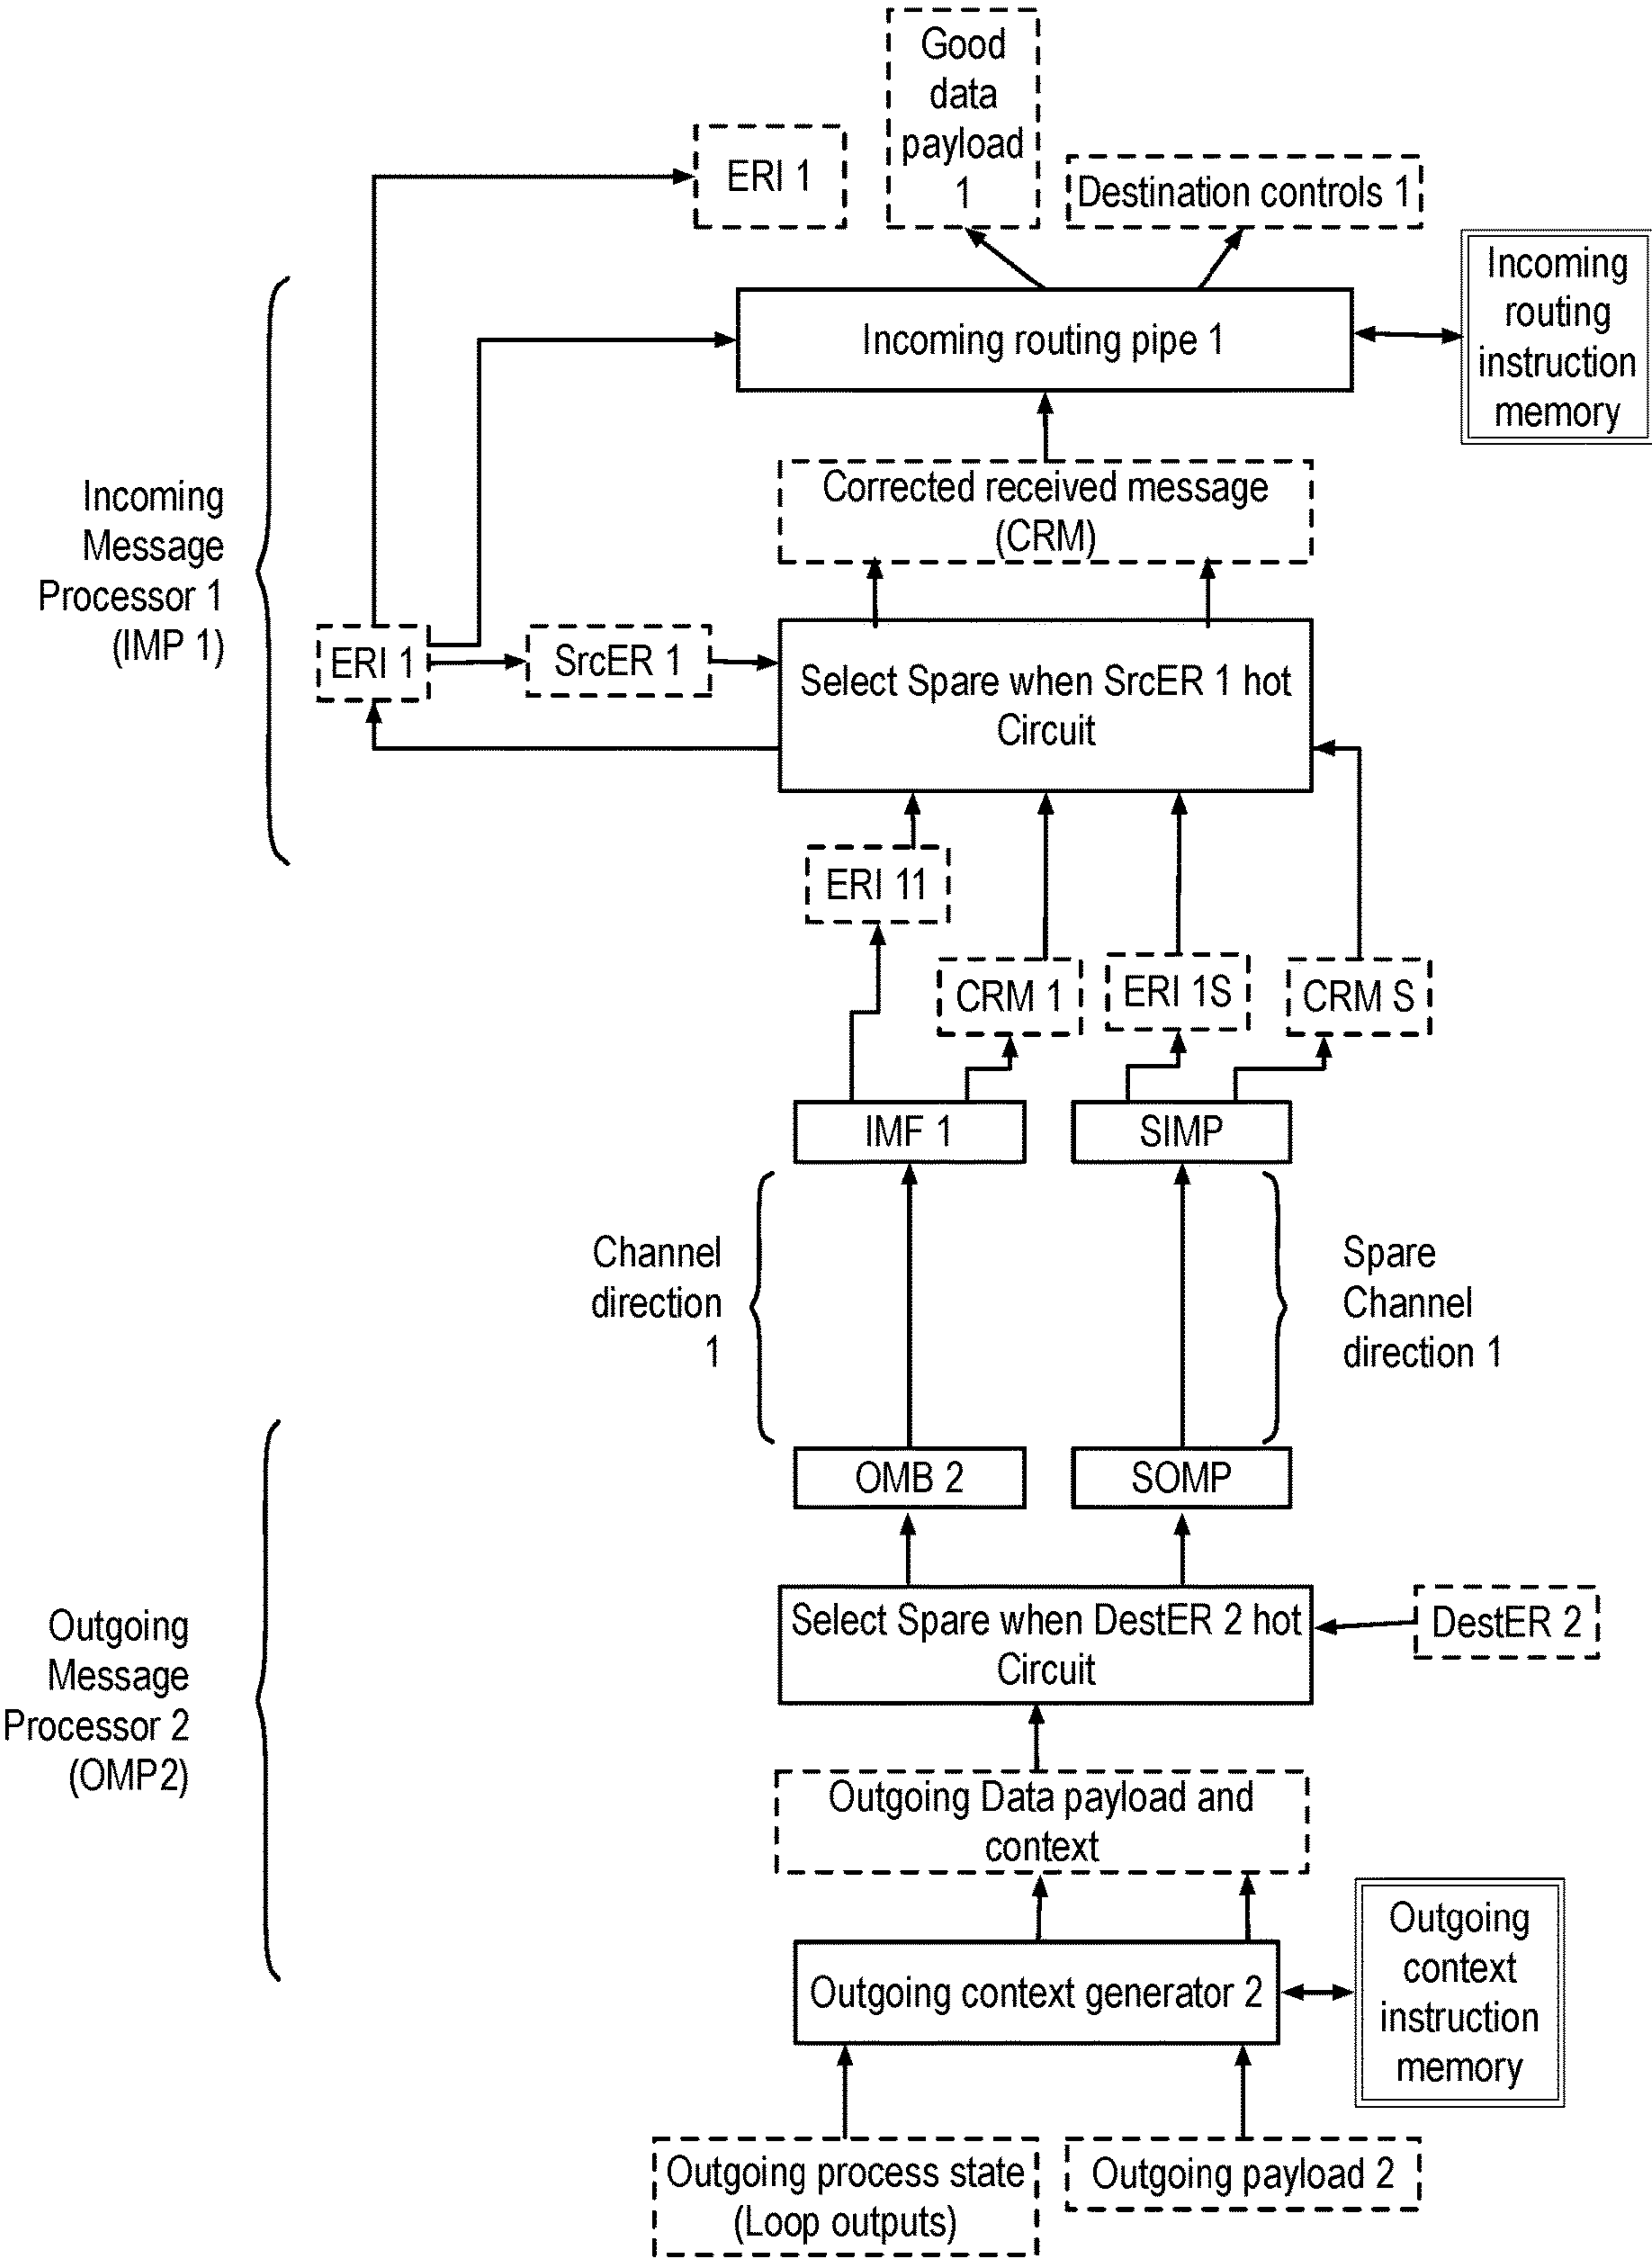 Good
data
payload
1
ERI 1
Destination controls 1
Incoming
routing
instruction
memory
Incoming routing pipe 1
Corrected received message
(CRM)
Incoming
Message
Processor 1
(IMP 1)
ERI 1
SrcER 1
Select Spare when SrcER 1 hot
Circuit
ERI 11
CRM 1
ERI 1S
CRM S
IMF 1
SIMP
Channel
direction
1
Spare
Channel
direction 1
OMB 2
SOMP
Outgoing
Message
Processor 2
(OMP2)
Select Spare when DestER 2 hot
Circuit
DestER 2
Outgoing Data payload and
context
Outgoing context generator 2
Outgoing
context
instruction
memory
Outgoing process state
(Loop outputs)
Outgoing payload 2